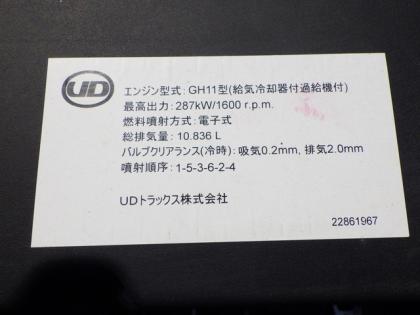 UD
エンジン型式: GH11型(給気冷却器付過給機付)
最高出力: 287kW/1600 r.p.m.
燃料噴射方式: 電子式
総排気量: 10.836 L
バルブクリアランス(冷時): 吸気0.2mm, 排気2.0mm
噴射順序: 1-5-3-6-2-4
UDトラックス株式会社
22861967